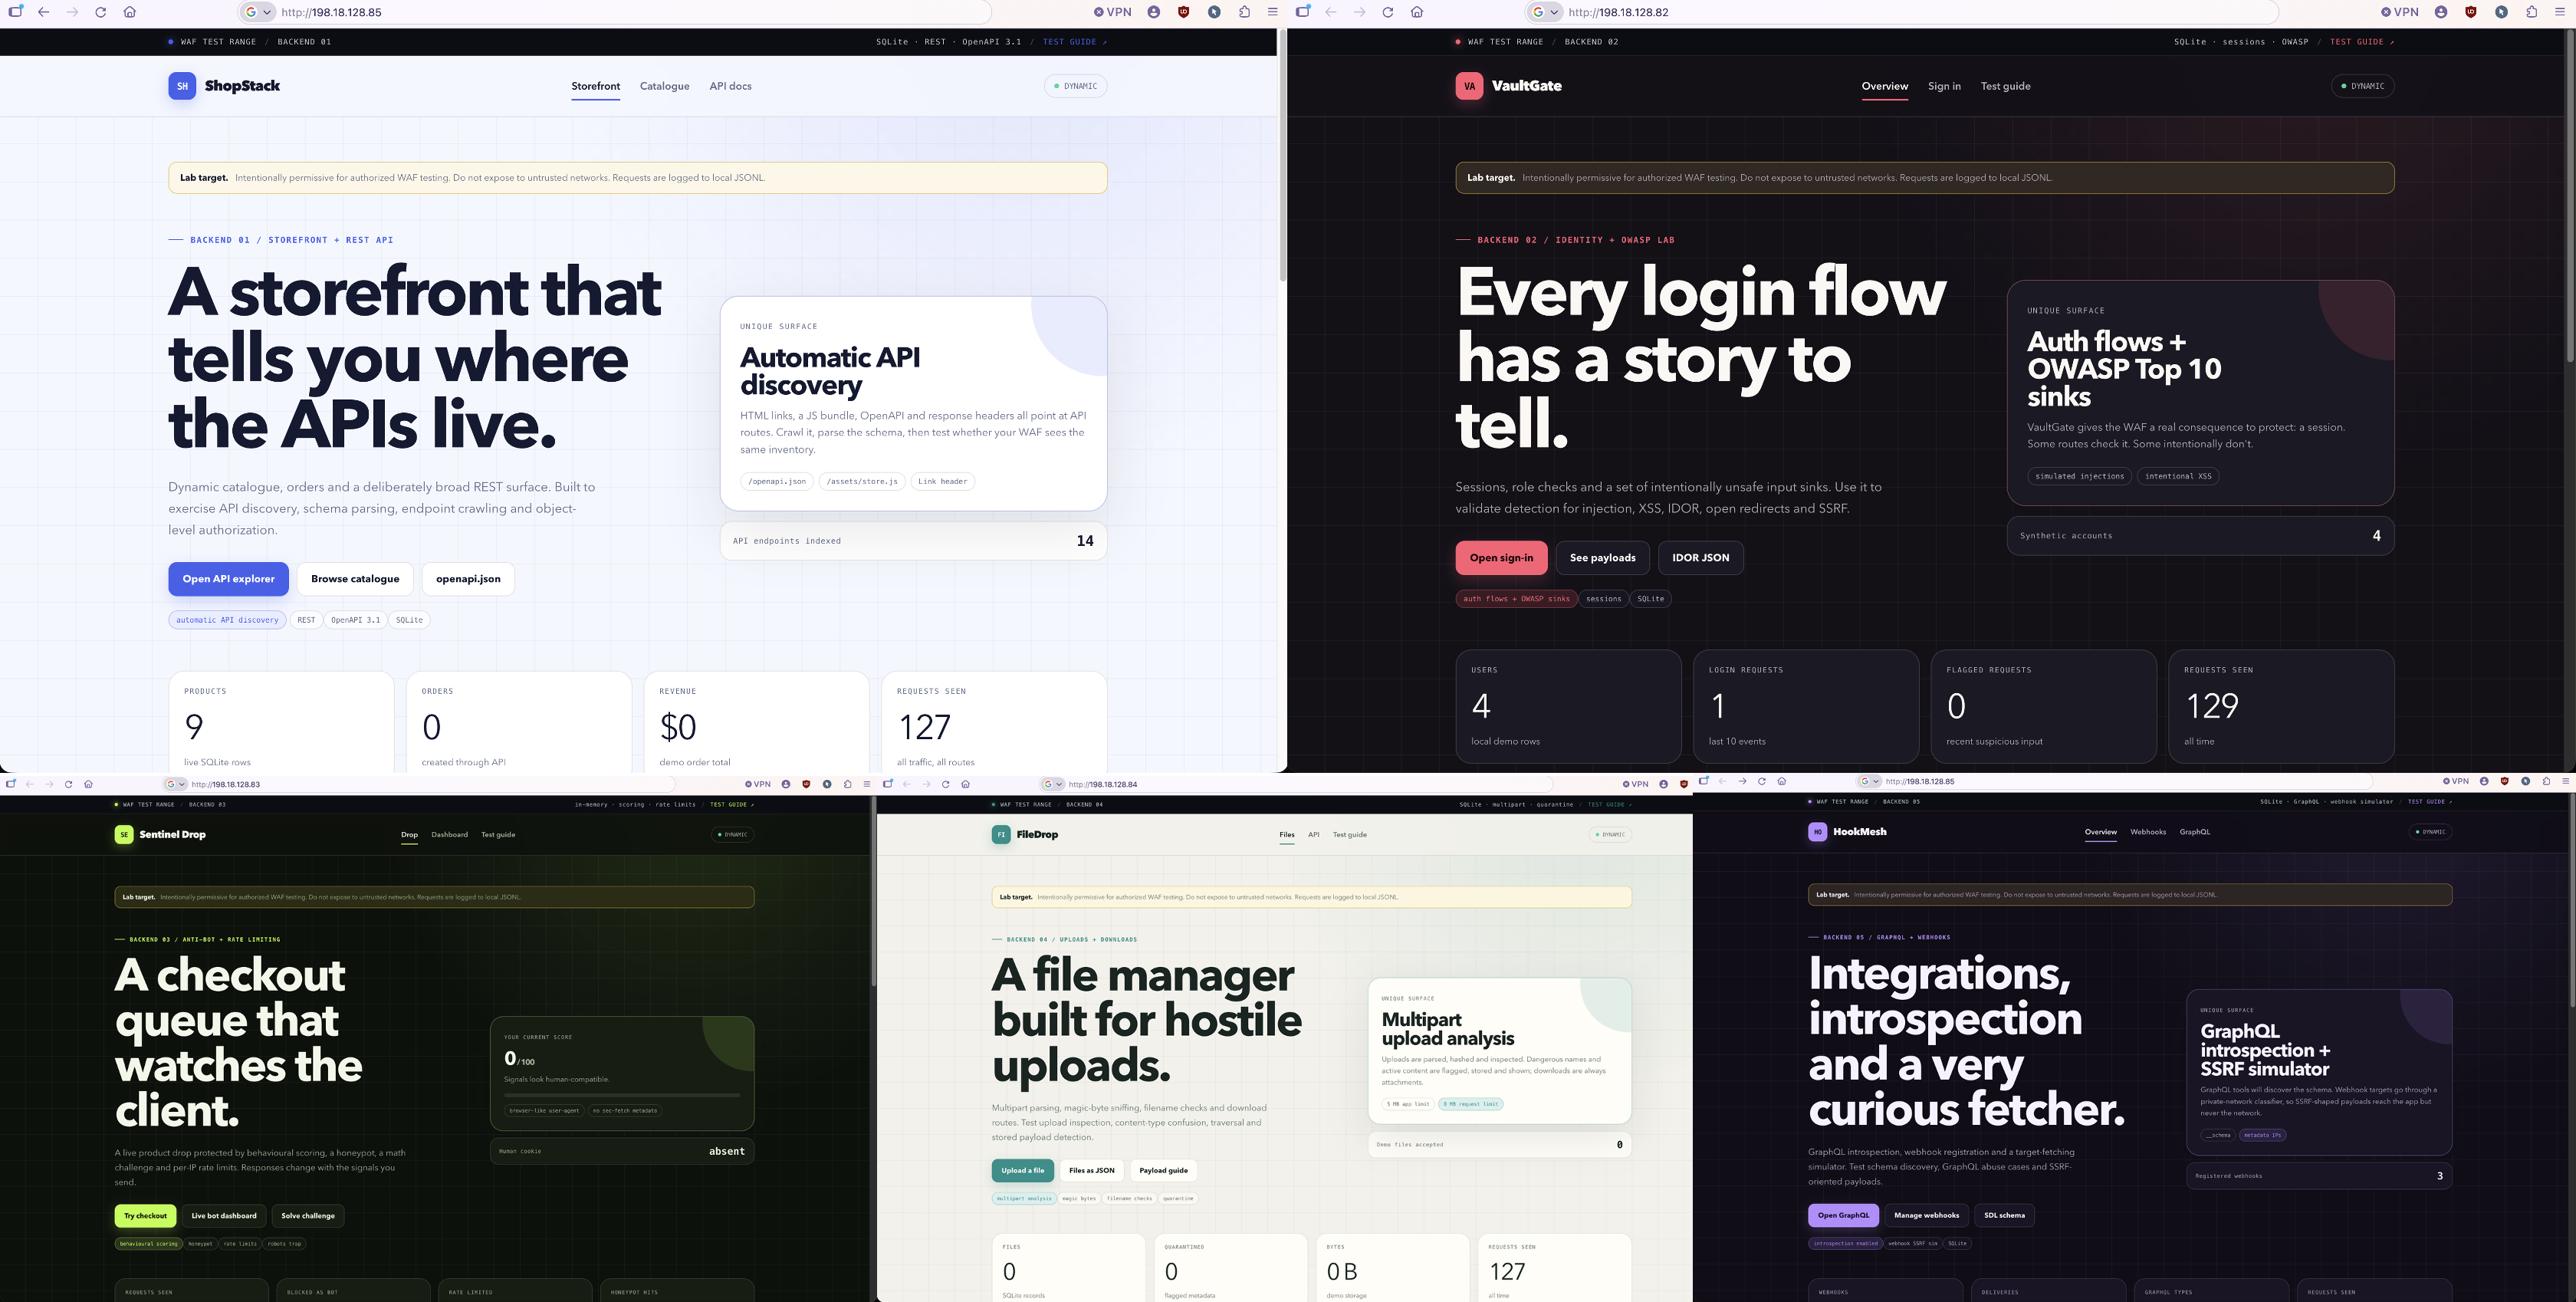 http://198.18.128.85
VPN
WAF TEST RANGE / BACKEND 01
SQLite · REST · OpenAPI 3.1 / TEST GUIDE ↗
SH ShopStack
Storefront Catalogue API docs
DYNAMIC
Lab target. Intentionally permissive for authorized WAF testing. Do not expose to untrusted networks. Requests are logged to local JSONL.
BACKEND 01 / STOREFRONT + REST API
A storefront that
tells you where
the APIs live.
Dynamic catalogue, orders and a deliberately broad REST surface. Built to
exercise API discovery, schema parsing, endpoint crawling and object-
level authorization.
Open API explorer Browse catalogue openapi.json
automatic API discovery REST OpenAPI 3.1 SQLite
UNIQUE SURFACE
Automatic API
discovery
HTML links, a JS bundle, OpenAPI and response headers all point at API
routes. Crawl it, parse the schema, then test whether your WAF sees the
same inventory.
/openapi.json /assets/store.js Link header
API endpoints indexed 14
PRODUCTS
9
live SQLite rows
ORDERS
0
created through API
REVENUE
$0
demo order total
REQUESTS SEEN
127
all traffic, all routes
http://198.18.128.82
VPN
WAF TEST RANGE / BACKEND 02
SQLite · sessions · OWASP / TEST GUIDE ↗
VA VaultGate
Overview Sign in Test guide
DYNAMIC
Lab target. Intentionally permissive for authorized WAF testing. Do not expose to untrusted networks. Requests are logged to local JSONL.
BACKEND 02 / IDENTITY + OWASP LAB
Every login flow
has a story to
tell.
Sessions, role checks and a set of intentionally unsafe input sinks. Use it to
validate detection for injection, XSS, IDOR, open redirects and SSRF.
Open sign-in See payloads IDOR JSON
auth flows + OWASP sinks sessions SQLite
UNIQUE SURFACE
Auth flows +
OWASP Top 10
sinks
VaultGate gives the WAF a real consequence to protect: a session.
Some routes check it. Some intentionally don't.
simulated injections intentional XSS
Synthetic accounts 4
USERS
4
local demo rows
LOGIN REQUESTS
1
last 10 events
FLAGGED REQUESTS
0
recent suspicious input
REQUESTS SEEN
129
all time
http://198.18.128.83
VPN
WAF TEST RANGE / BACKEND 03
in-memory · scoring · rate limits / TEST GUIDE ↗
SE Sentinel Drop
Drop Dashboard Test guide
DYNAMIC
Lab target. Intentionally permissive for authorized WAF testing. Do not expose to untrusted networks. Requests are logged to local JSONL.
BACKEND 03 / ANTI-BOT + RATE LIMITING
A checkout
queue that
watches the
client.
A live product drop protected by behavioural scoring, a honeypot, a math
challenge and per-IP rate limits. Responses change with the signals you
send.
Try checkout Live bot dashboard Solve challenge
behavioural scoring honeypot rate limits robots trap
YOUR CURRENT SCORE
0/100
Signals look human-compatible.
browser-like user-agent no sec-fetch metadata
Human cookie absent
REQUESTS SEEN
BLOCKED AS BOT
RATE LIMITED
HONEYPOT HITS
http://198.18.128.84
VPN
WAF TEST RANGE / BACKEND 04
SQLite · multipart · quarantine / TEST GUIDE ↗
FI FileDrop
Files API Test guide
DYNAMIC
Lab target. Intentionally permissive for authorized WAF testing. Do not expose to untrusted networks. Requests are logged to local JSONL.
BACKEND 04 / UPLOADS + DOWNLOADS
A file manager
built for hostile
uploads.
Multipart parsing, magic-byte sniffing, filename checks and download
routes. Test upload inspection, content-type confusion, traversal and
stored payload detection.
Upload a file Files as JSON Payload guide
multipart analysis magic bytes filename checks quarantine
UNIQUE SURFACE
Multipart
upload analysis
Uploads are parsed, hashed and inspected. Dangerous names and
active content are flagged, stored and shown; downloads are always
attachments.
5 MB app limit 8 MB request limit
Demo files accepted 0
FILES
0
SQLite records
QUARANTINED
0
flagged metadata
BYTES
0 B
demo storage
REQUESTS SEEN
127
all time
http://198.18.128.85
VPN
WAF TEST RANGE / BACKEND 05
SQLite · GraphQL · webhook simulator / TEST GUIDE ↗
HO HookMesh
Overview Webhooks GraphQL
DYNAMIC
Lab target. Intentionally permissive for authorized WAF testing. Do not expose to untrusted networks. Requests are logged to local JSONL.
BACKEND 05 / GRAPHQL + WEBHOOKS
Integrations,
introspection
and a very
curious fetcher.
GraphQL introspection, webhook registration and a target-fetching
simulator. Test schema discovery, GraphQL abuse cases and SSRF-
oriented payloads.
Open GraphQL Manage webhooks SDL schema
introspection enabled webhook SSRF sim SQLite
UNIQUE SURFACE
GraphQL
introspection +
SSRF simulator
GraphQL tools will discover the schema. Webhook targets go through a
private-network classifier, so SSRF-shaped payloads reach the app but
never the network.
__schema metadata IPs
Registered webhooks 3
WEBHOOKS
DELIVERIES
GRAPHQL TYPES
REQUESTS SEEN